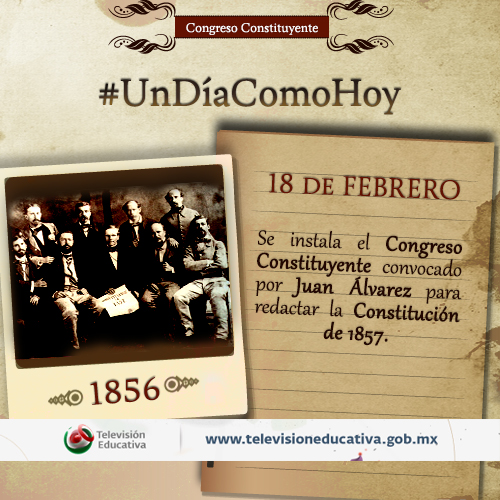 Congreso Constituyente
#UnDíaComoHoy
18 DE FEBRERO
Se instala el Congreso
Constituyente convocado
por Juan Álvarez para
redactar la Constitución
de 1857.
1856
Televisión
Educativa
www.televisioneducativa.gob.mx